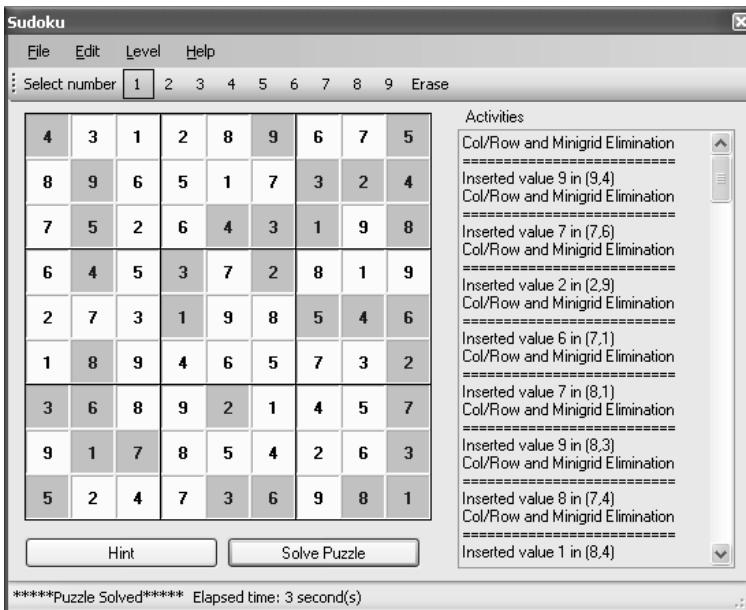 Sudoku
File Edit Level Help
Select number 1 2 3 4 5 6 7 8 9 Erase
4 3 1 2 8 9 6 7 5
8 9 6 5 1 7 3 2 4
7 5 2 6 4 3 1 9 8
6 4 5 3 7 2 8 1 9
2 7 3 1 9 8 5 4 6
1 8 9 4 6 5 7 3 2
3 6 8 9 2 1 4 5 7
9 1 7 8 5 4 2 6 3
5 2 4 7 3 6 9 8 1
Hint Solve Puzzle
Activities
Col/Row and Minigrid Elimination
==========================
Inserted value 9 in (9,4)
Col/Row and Minigrid Elimination
==========================
Inserted value 7 in (7,6)
Col/Row and Minigrid Elimination
==========================
Inserted value 2 in (2,9)
Col/Row and Minigrid Elimination
==========================
Inserted value 6 in (7,1)
Col/Row and Minigrid Elimination
==========================
Inserted value 7 in (8,1)
Col/Row and Minigrid Elimination
==========================
Inserted value 9 in (8,3)
Col/Row and Minigrid Elimination
==========================
Inserted value 8 in (7,4)
Col/Row and Minigrid Elimination
==========================
Inserted value 1 in (8,4)
*****Puzzle Solved***** Elapsed time: 3 second(s)